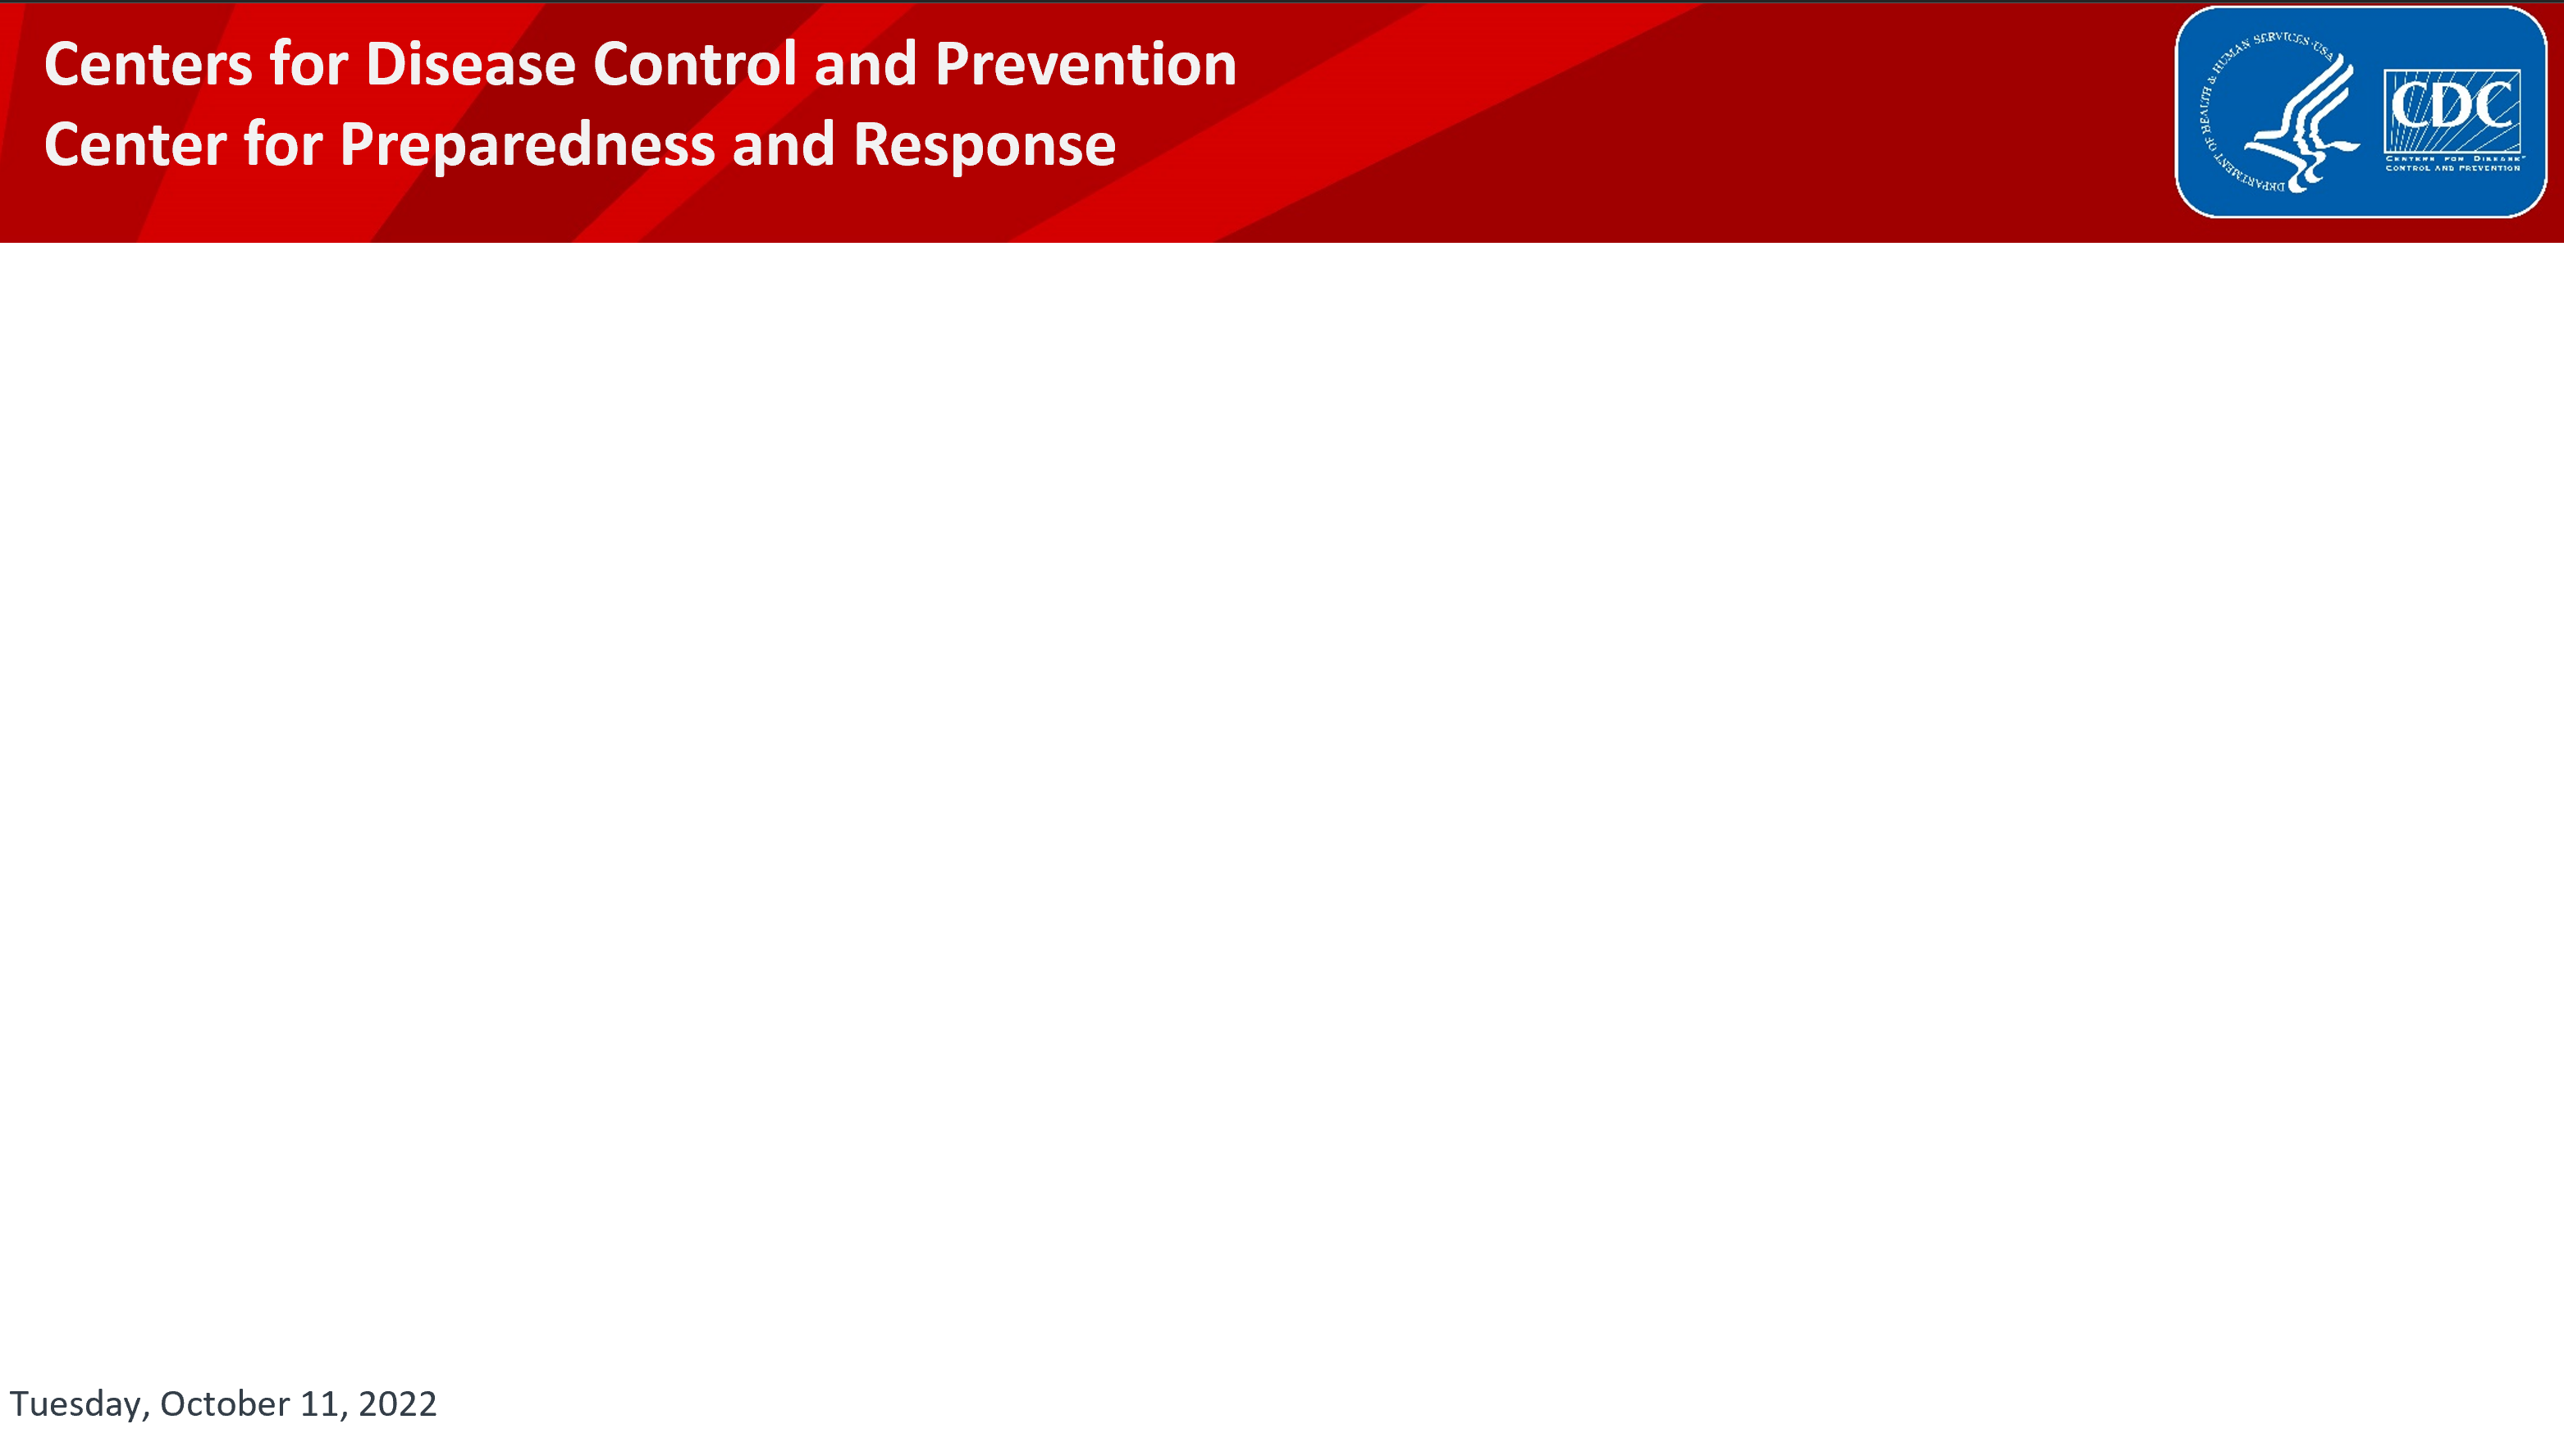 Centers for Disease Control and Prevention
Center for Preparedness and Response
DEPARTMENT OF HEALTH & HUMAN SERVICES·USA
CDC
CENTERS FOR DISEASE™
CONTROL AND PREVENTION
Tuesday, October 11, 2022